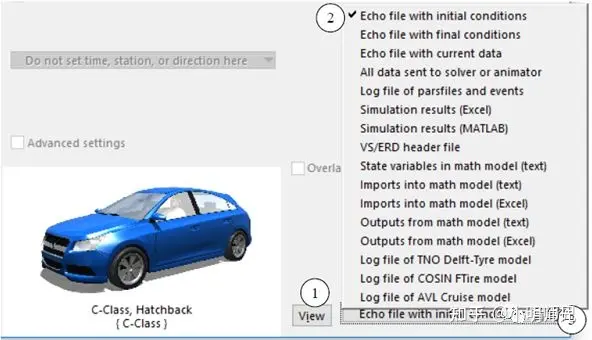 Do not set time, station, or direction here
Advanced settings
Overla
C-Class, Hatchback
{ C-Class }
1
View
2
Echo file with initial conditions
Echo file with final conditions
Echo file with current data
All data sent to solver or animator
Log file of parsfiles and events
Simulation results (Excel)
Simulation results (MATLAB)
VS/ERD header file
State variables in math model (text)
Imports into math model (text)
Imports into math model (Excel)
Outputs from math model (text)
Outputs from math model (Excel)
Log file of TNO Delft-Tyre model
Log file of COSIN FTire model
Log file of AVL Cruise model
Echo file with initial
3
知乎